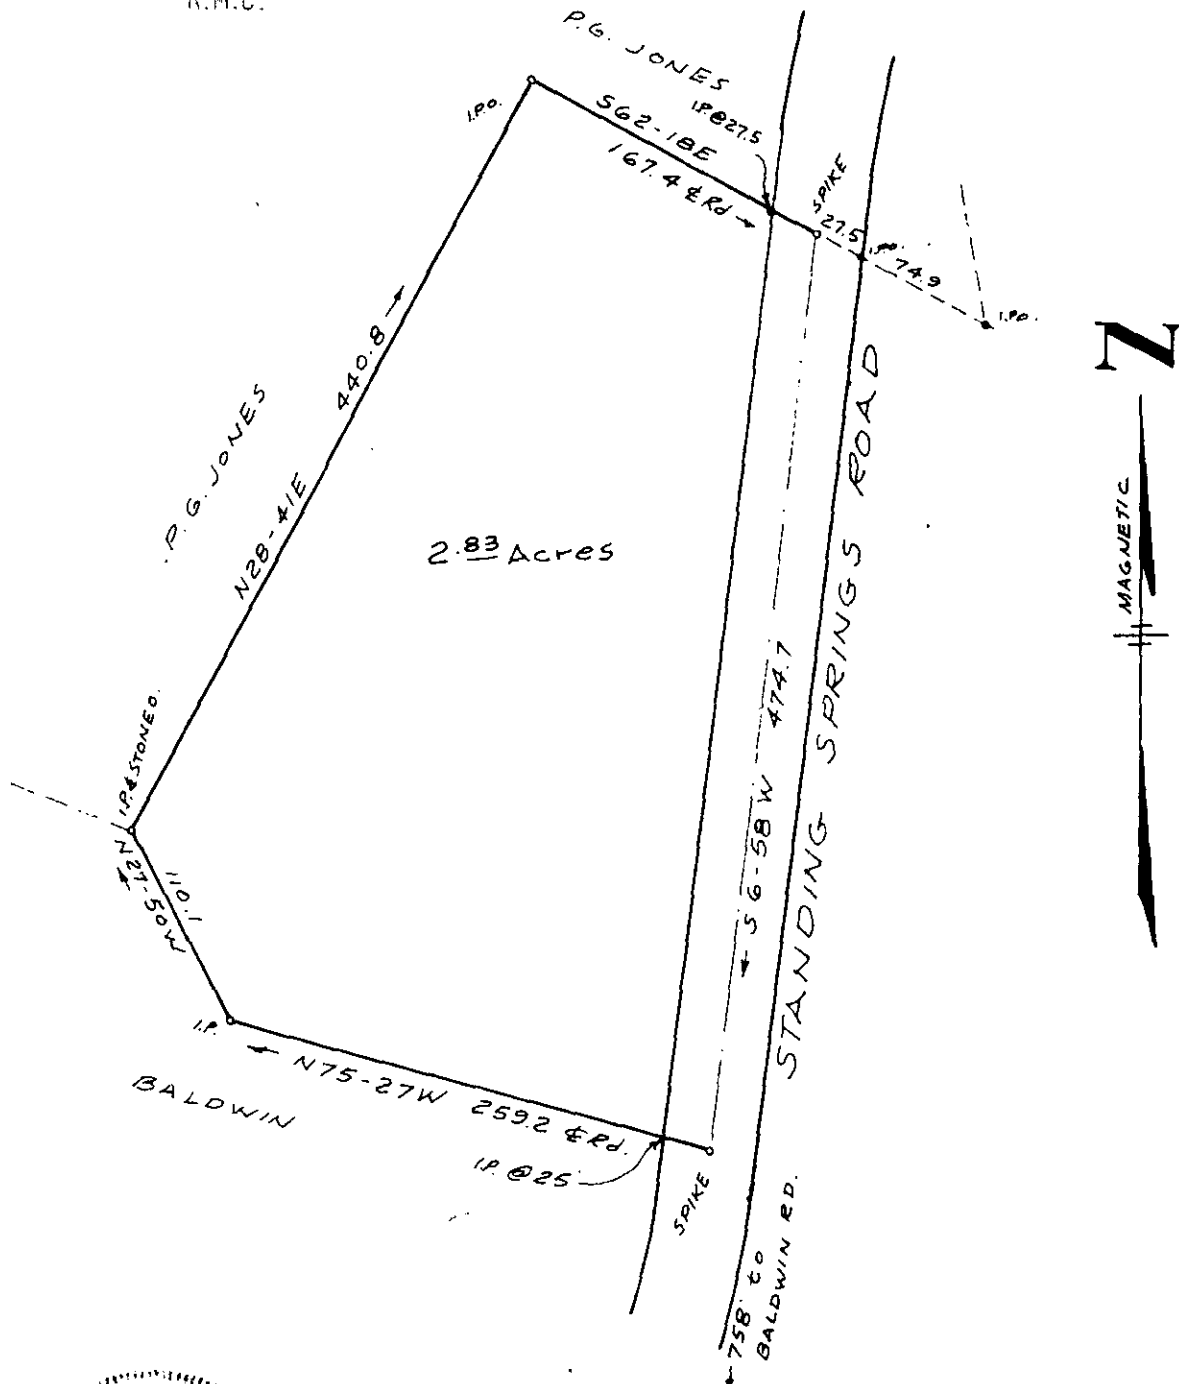 R.M.C.
P.G. JONES
I.P.O.
S62-18E
I.P.@27.5
167.4 ℄ Rd
SPIKE
27.5
I.P.O.
74.9
I.P.O.
N
MAGNETIC
440.8
N28-41E
P.G. JONES
2.83 Acres
STANDING SPRINGS ROAD
S6-58W 474.7
I.P.&STONE O.
N27-50W
110.1
I.P.
BALDWIN
N75-27W 259.2 ℄ Rd.
I.P.@25
SPIKE
758' to
BALDWIN RD.